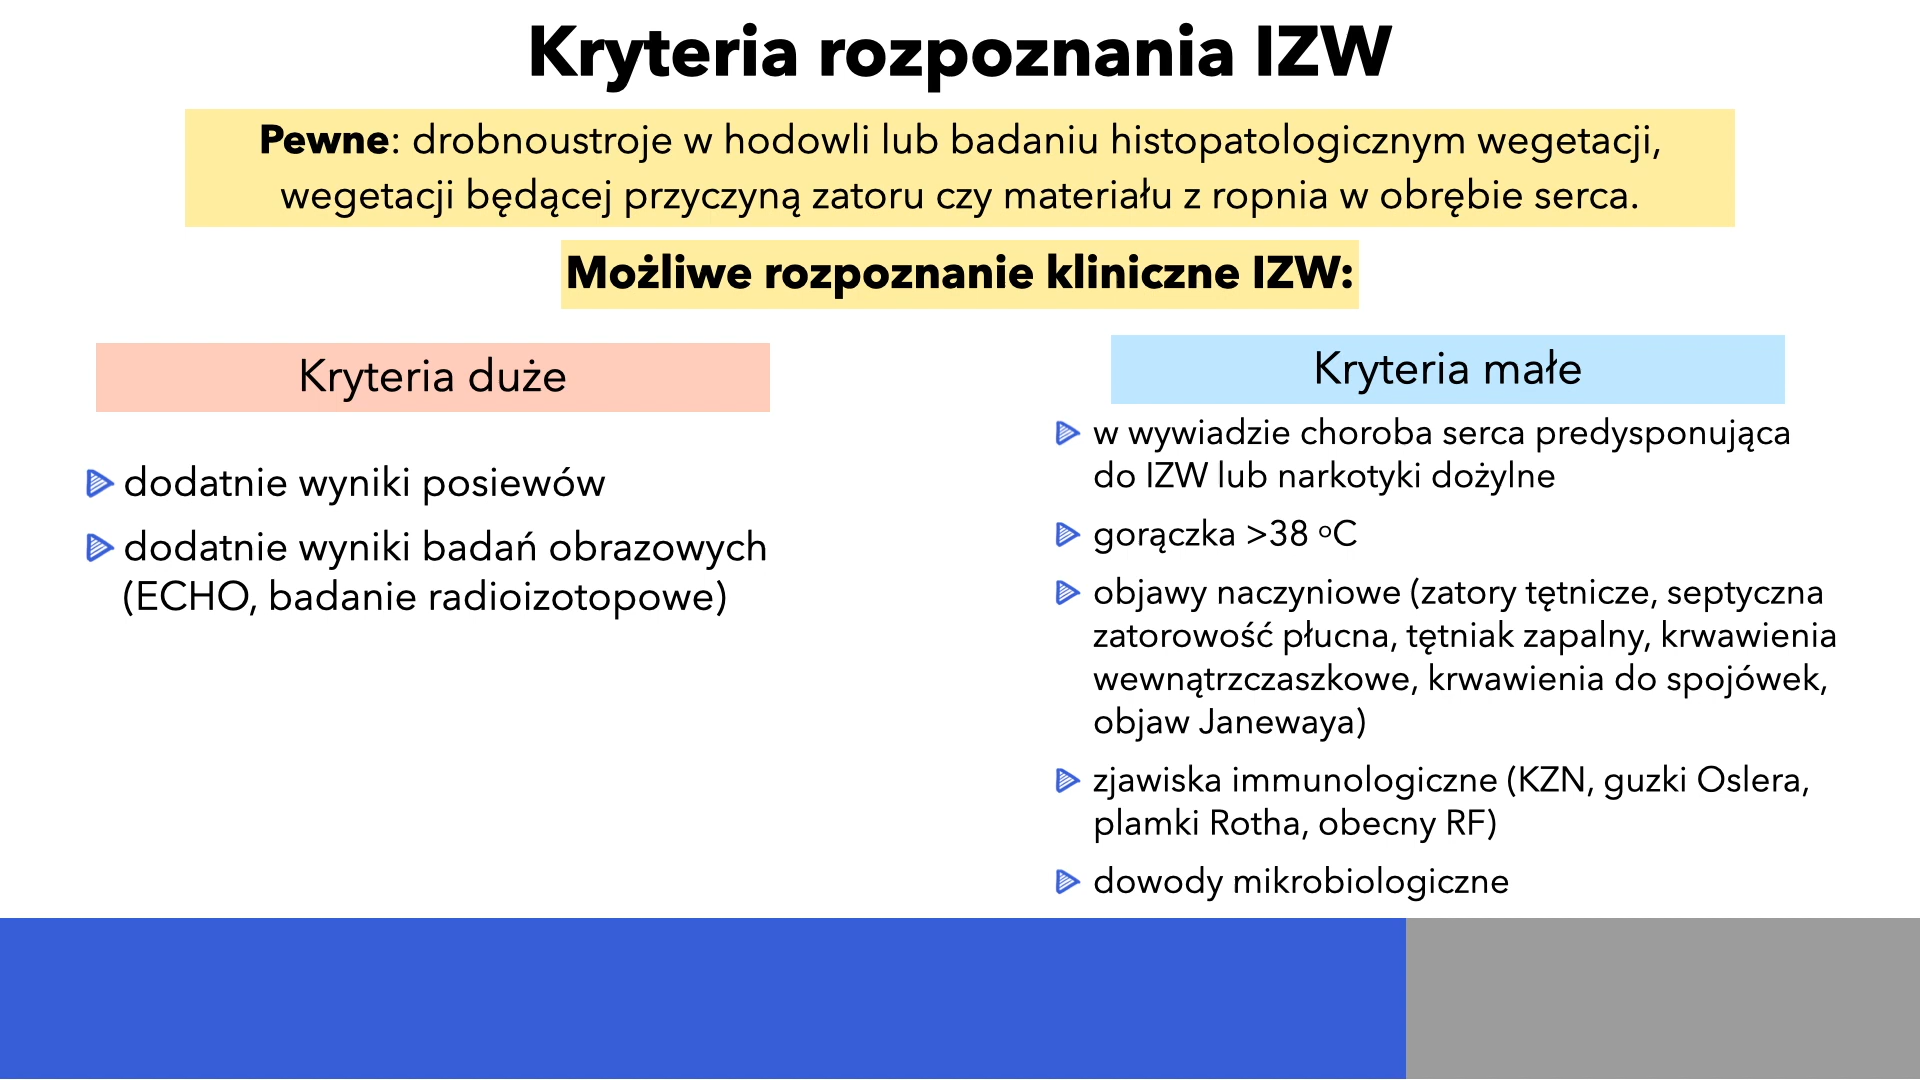 Kryteria rozpoznania IZW
Pewne: drobnoustroje w hodowli lub badaniu histopatologicznym wegetacji,
wegetacji będącej przyczyną zatoru czy materiału z ropnia w obrębie serca.
Możliwe rozpoznanie kliniczne IZW:
Kryteria duże
dodatnie wyniki posiewów
dodatnie wyniki badań obrazowych
(ECHO, badanie radioizotopowe)
Kryteria małe
w wywiadzie choroba serca predysponująca
do IZW lub narkotyki dożylne
gorączka >38 ºC
objawy naczyniowe (zatory tętnicze, septyczna
zatorowość płucna, tętniak zapalny, krwawienia
wewnątrzczaszkowe, krwawienia do spojówek,
objaw Janewaya)
zjawiska immunologiczne (KZN, guzki Oslera,
plamki Rotha, obecny RF)
dowody mikrobiologiczne